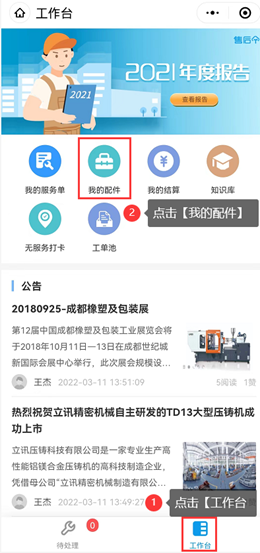 工作台
售后个
2021年度报告
查看报告
2021
我的服务单
我的配件
我的结算
知识库
2
点击【我的配件】
无服务打卡
工单池
公告
20180925-成都橡塑及包装展
第12届中国成都橡塑及包装工业展览会将
于2018年10月11日—13日在成都世纪城
新国际会展中心举行，此次展会规模设...
王杰
2022-03-11 13:51:09
5阅读
1赞
热烈祝贺立讯精密机械自主研发的TD13大型压铸机成
功上市
立讯压铸科技有限公司是一家专业生产高
性能铝镁合金压铸机的高科技制造企业，
凭借母公司“立讯精密机械制造有限公...
王杰
2022-03-11 13:49:27
1
点击【工作台
0
待处理
工作台